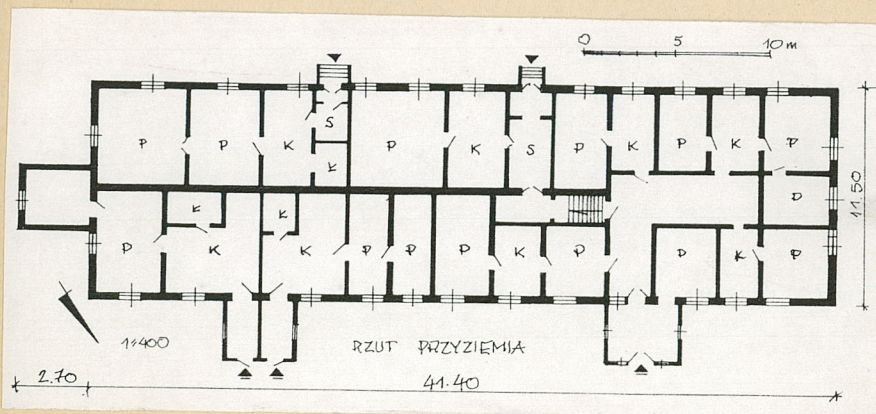 0 5 10 m
S
P P K P K S P K P K P
K
P
11.50
K K
P K K P P P K P P K P
1:400
RZUT PRZYZIEMIA
2.70 41.40